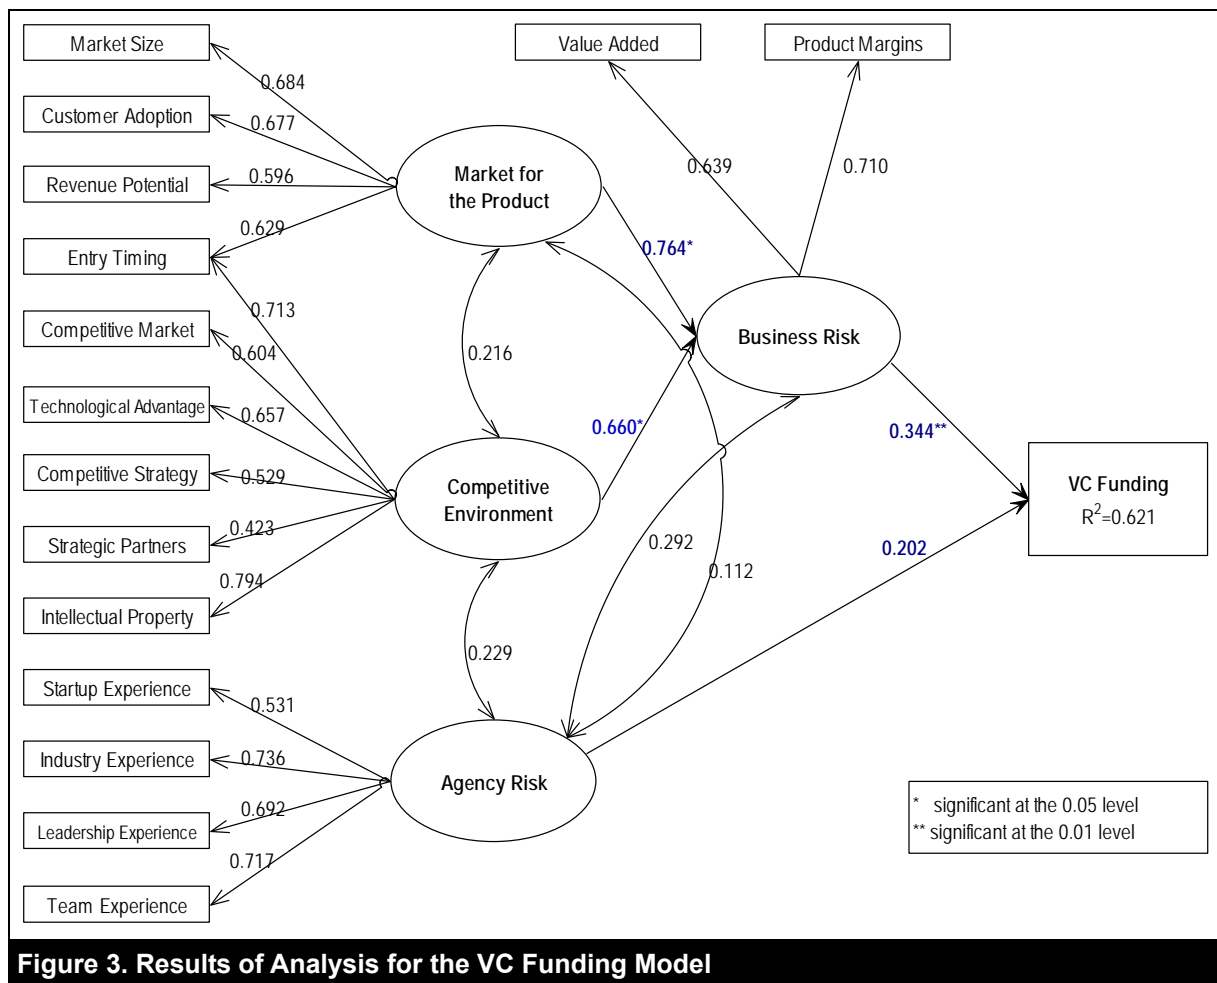 Market Size
Value Added
Product Margins
0.684
Customer Adoption
0.677
Market for
the Product
0.639
0.710
Revenue Potential
0.596
0.629
Entry Timing
0.764*
0.713
Competitive Market
0.604
Business Risk
0.216
Technological Advantage
0.657
0.660*
0.344**
Competitive Strategy
0.529
Competitive
Environment
VC Funding
R²=0.621
Strategic Partners
0.423
0.292
0.202
0.112
0.794
Intellectual Property
0.229
Startup Experience
0.531
Industry Experience
0.736
Agency Risk
0.692
Leadership Experience
* significant at the 0.05 level
** significant at the 0.01 level
0.717
Team Experience
Figure 3. Results of Analysis for the VC Funding Model